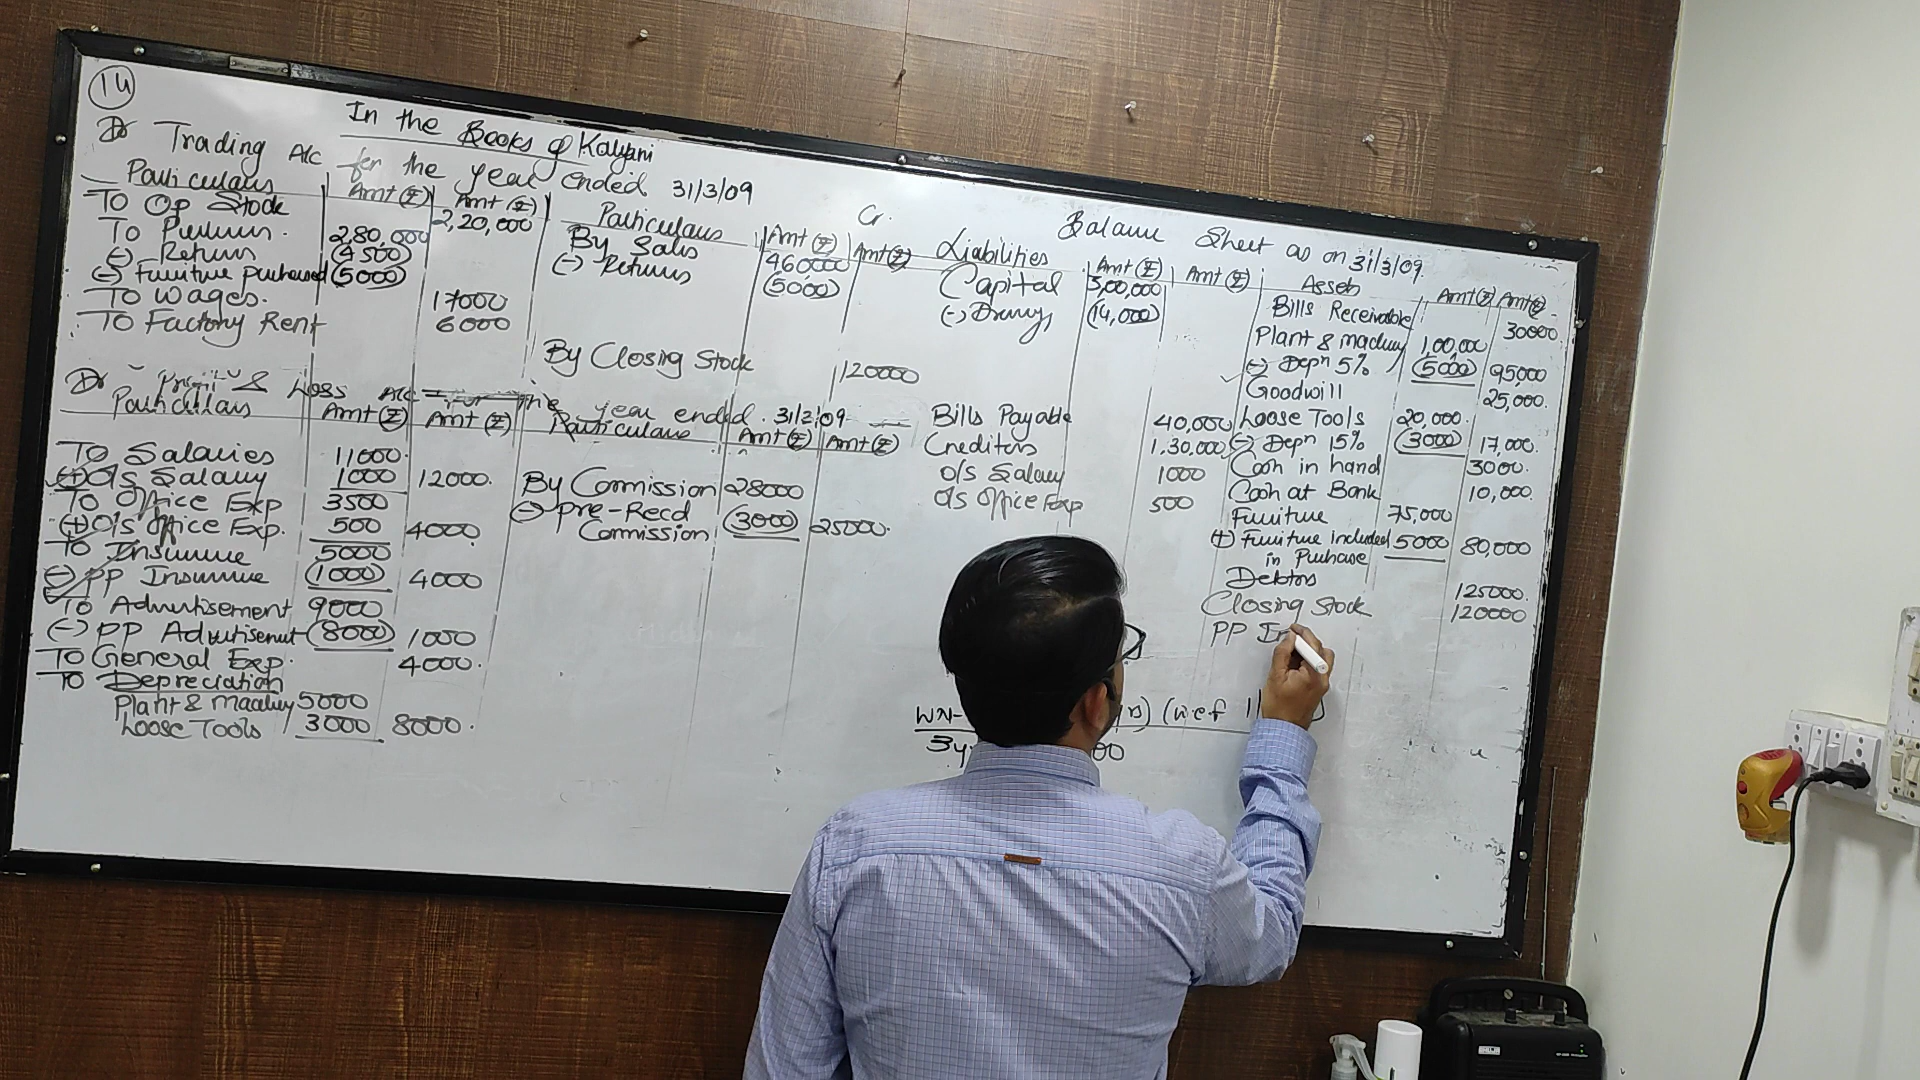 14
In the Books of Kalyani
Dr Trading A/c for the year ended 31/3/09 Cr.
Particulars Amt (₹) Amt (₹) Particulars Amt (₹) Amt (₹)
To Op Stock 2,20,000 By Sales 460000
To Purchases. 2,80,000 (-) Returns (5000)
(-) Returns (4500)
(-) Furniture purchased (5000)
To Wages. 17000
To Factory Rent 6000
By Closing Stock 120000
Dr Profit & Loss A/c for the year ended. 31/3/09
Particulars Amt (₹) Amt (₹) Particulars Amt (₹) Amt (₹)
To Salaries 11000
(+) O/s Salary 1000 12000. By Commission 28000
To Office Exp 3500 (-) Pre-Recd
(+) O/s Office Exp. 500 4000 Commission (3000) 25000.
To Insurance 5000
(-) PP Insurance (1000) 4000
To Advertisement 9000
(-) PP Advertisement (8000) 1000
To General Exp. 4000.
To Depreciation
Plant & Machinery 5000
Loose Tools 3000 8000.
Balance Sheet as on 31/3/09.
Liabilities Amt (₹) Amt (₹) Assets Amt (₹) Amt (₹)
Capital 3,00,000 Bills Receivable 30000
(-) Drawings (14,000) Plant & machinery 1,00,000
(-) Depn 5% (5000) 95000
Goodwill 25,000.
Bills Payable 40,000 Loose Tools 20,000.
Creditors 1,30,000 (-) Depn 15% (3000) 17,000.
O/s Salary 1000 Cash in hand 3000.
O/s Office Exp 500 Cash at Bank 10,000.
Furniture 75,000
(+) Furniture included 5000 80,000
in Purchase
Debtors 125000.
Closing Stock 120000
PP In
WN- (wef
3y 00